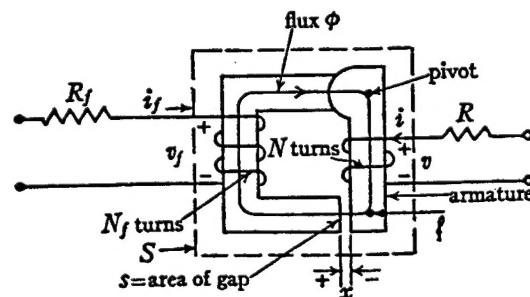 flux ϕ
pivot
R_f
i_f
i
R
+
+
v_f
N turns
v
−
−
N_f turns
armature
S
f
s=area of gap
+
−
x